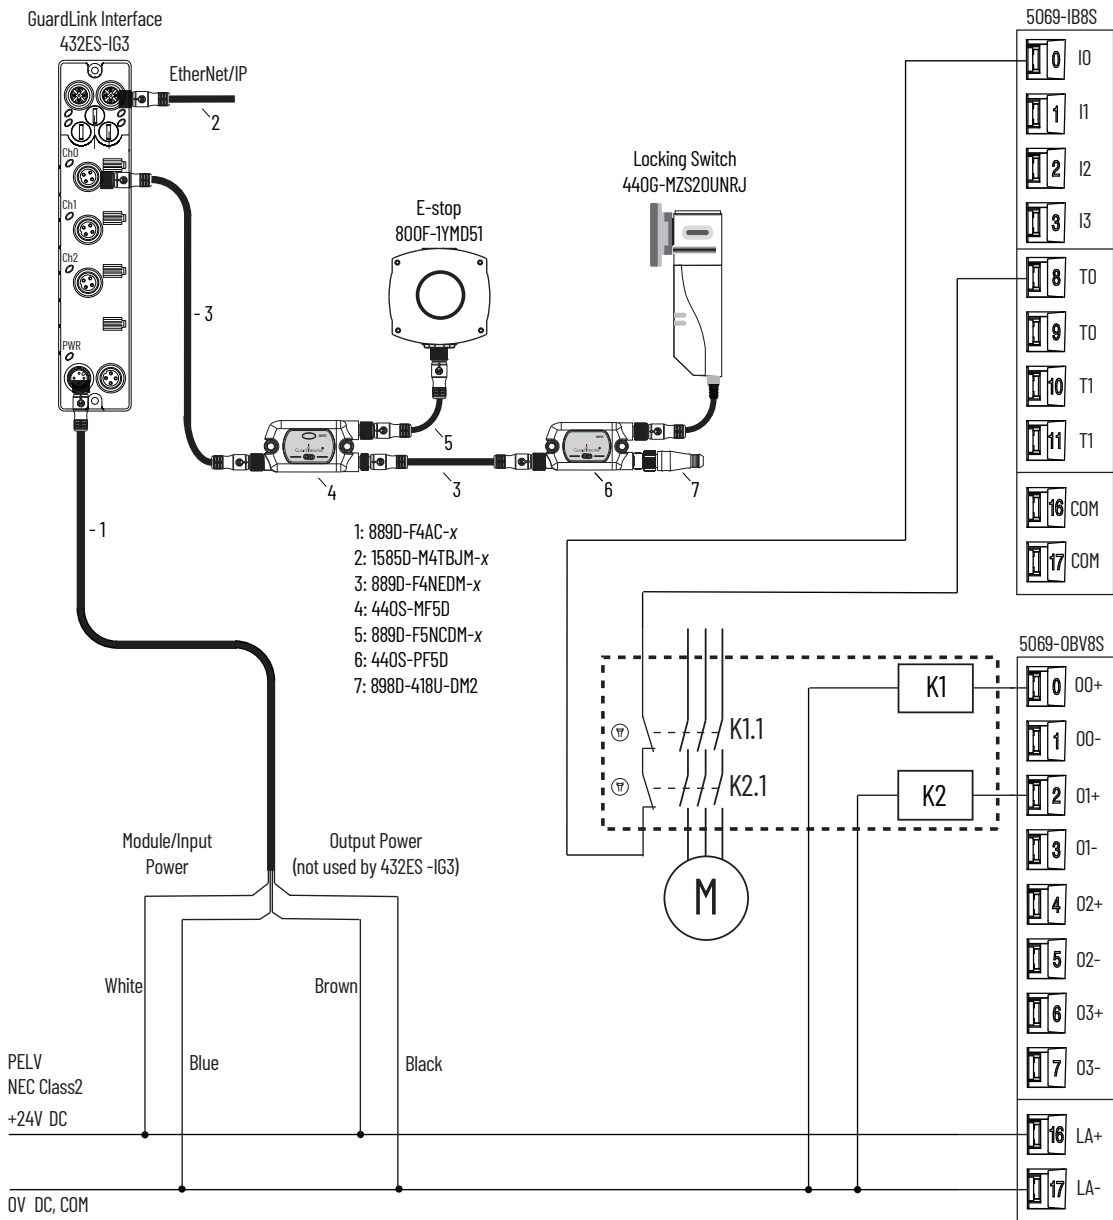 GuardLink Interface
432ES-IG3
EtherNet/IP
2
Ch0
Ch1
Ch2
PWR
- 3
- 1
E-stop
800F-1YMD51
Locking Switch
440G-MZS20UNRJ
5
4
3
6
7
1: 889D-F4AC-x
2: 1585D-M4TBJM-x
3: 889D-F4NEDM-x
4: 440S-MF5D
5: 889D-F5NCDM-x
6: 440S-PF5D
7: 898D-418U-DM2
Module/Input
Power
Output Power
(not used by 432ES -IG3)
White
Brown
Blue
Black
PELV
NEC Class2
+24V DC
0V DC, COM
K1.1
K2.1
M
K1
K2
5069-IB8S
0 I0
1 I1
2 I2
3 I3
8 T0
9 T0
10 T1
11 T1
16 COM
17 COM
5069-OBV8S
0 O0+
1 O0-
2 O1+
3 O1-
4 O2+
5 O2-
6 O3+
7 O3-
16 LA+
17 LA-